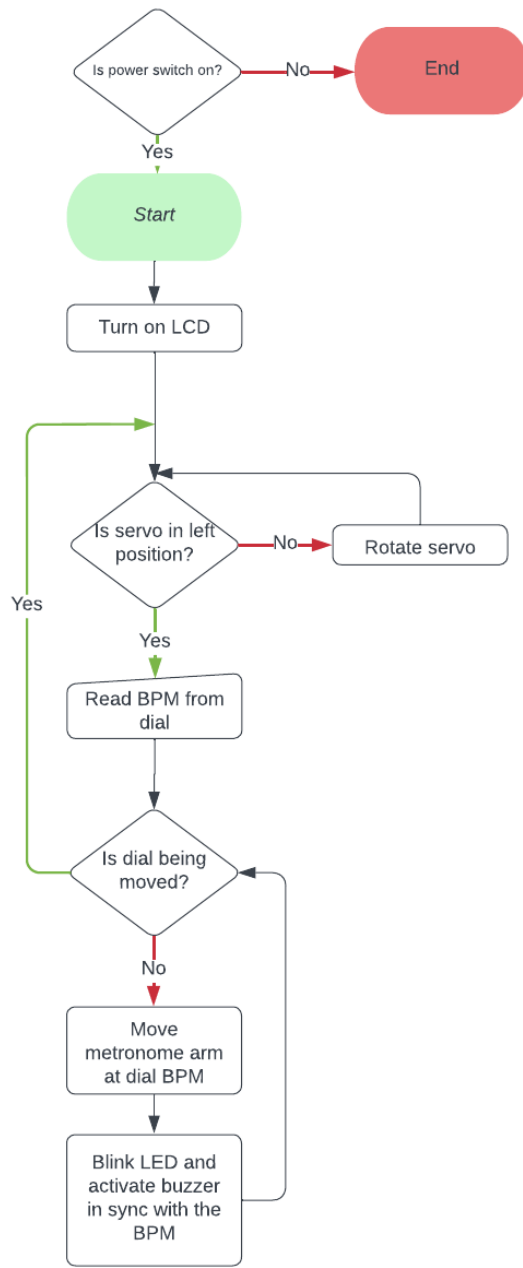 Is power switch on?
No
End
Yes
Start
Turn on LCD
Is servo in left
position?
No
Rotate servo
Yes
Yes
Read BPM from
dial
Is dial being
moved?
No
Move
metronome arm
at dial BPM
Blink LED and
activate buzzer
in sync with the
BPM